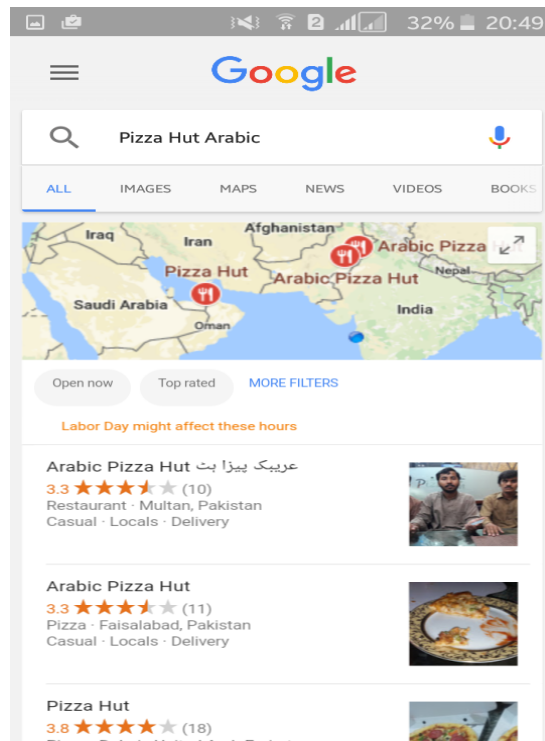 2 32% 20:49
Google
Pizza Hut Arabic
ALL IMAGES MAPS NEWS VIDEOS BOOKS
Afghanistan
Iraq
Iran
Arabic Pizza
Pizza Hut
Nepal
Arabic Pizza Hut
Saudi Arabia
India
Oman
Open now Top rated MORE FILTERS
Labor Day might affect these hours
Arabic Pizza Hut عریبک پیزا ہٹ
3.3 (10)
Restaurant · Multan, Pakistan
Casual · Locals · Delivery
Arabic Pizza Hut
3.3 (11)
Pizza · Faisalabad, Pakistan
Casual · Locals · Delivery
Pizza Hut
3.8 (18)